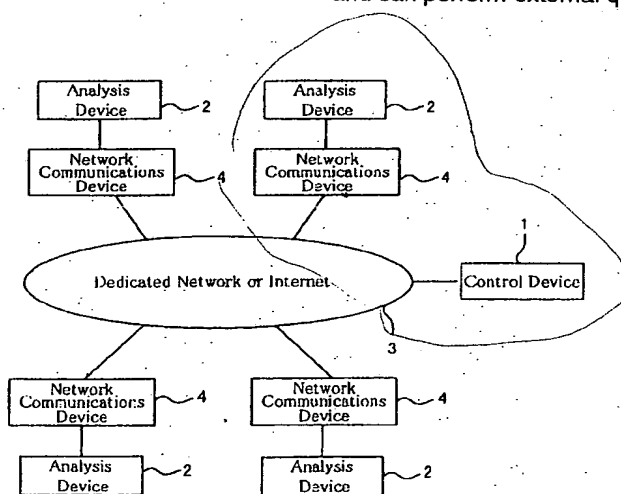 Analysis
Device
2
Analysis
Device
2
Network
Communications
Device
4
Network
Communications
Device
4
1
Dedicated Network or Internet
Control Device
3
Network
Communications
Device
4
Network
Communications
Device
4
Analysis
Device
2
Analysis
Device
2